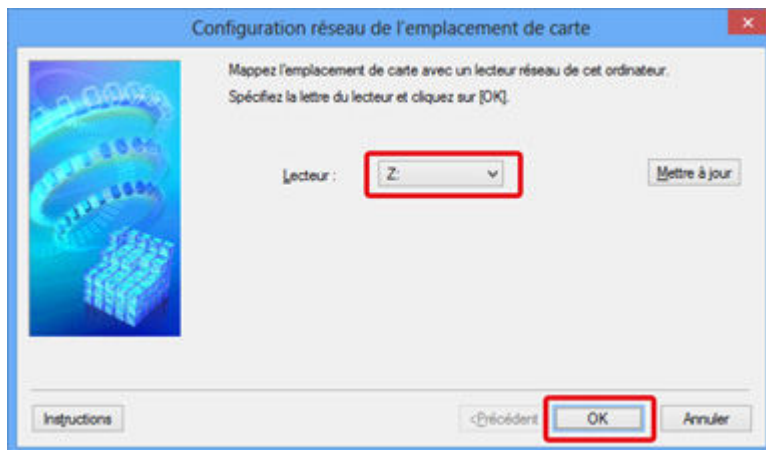 Configuration réseau de l'emplacement de carte
Mappez l'emplacement de carte avec un lecteur réseau de cet ordinateur.
Spécifiez la lettre du lecteur et cliquez sur [OK].
Lecteur : Z: Mettre à jour
Instructions <Précédent OK Annuler